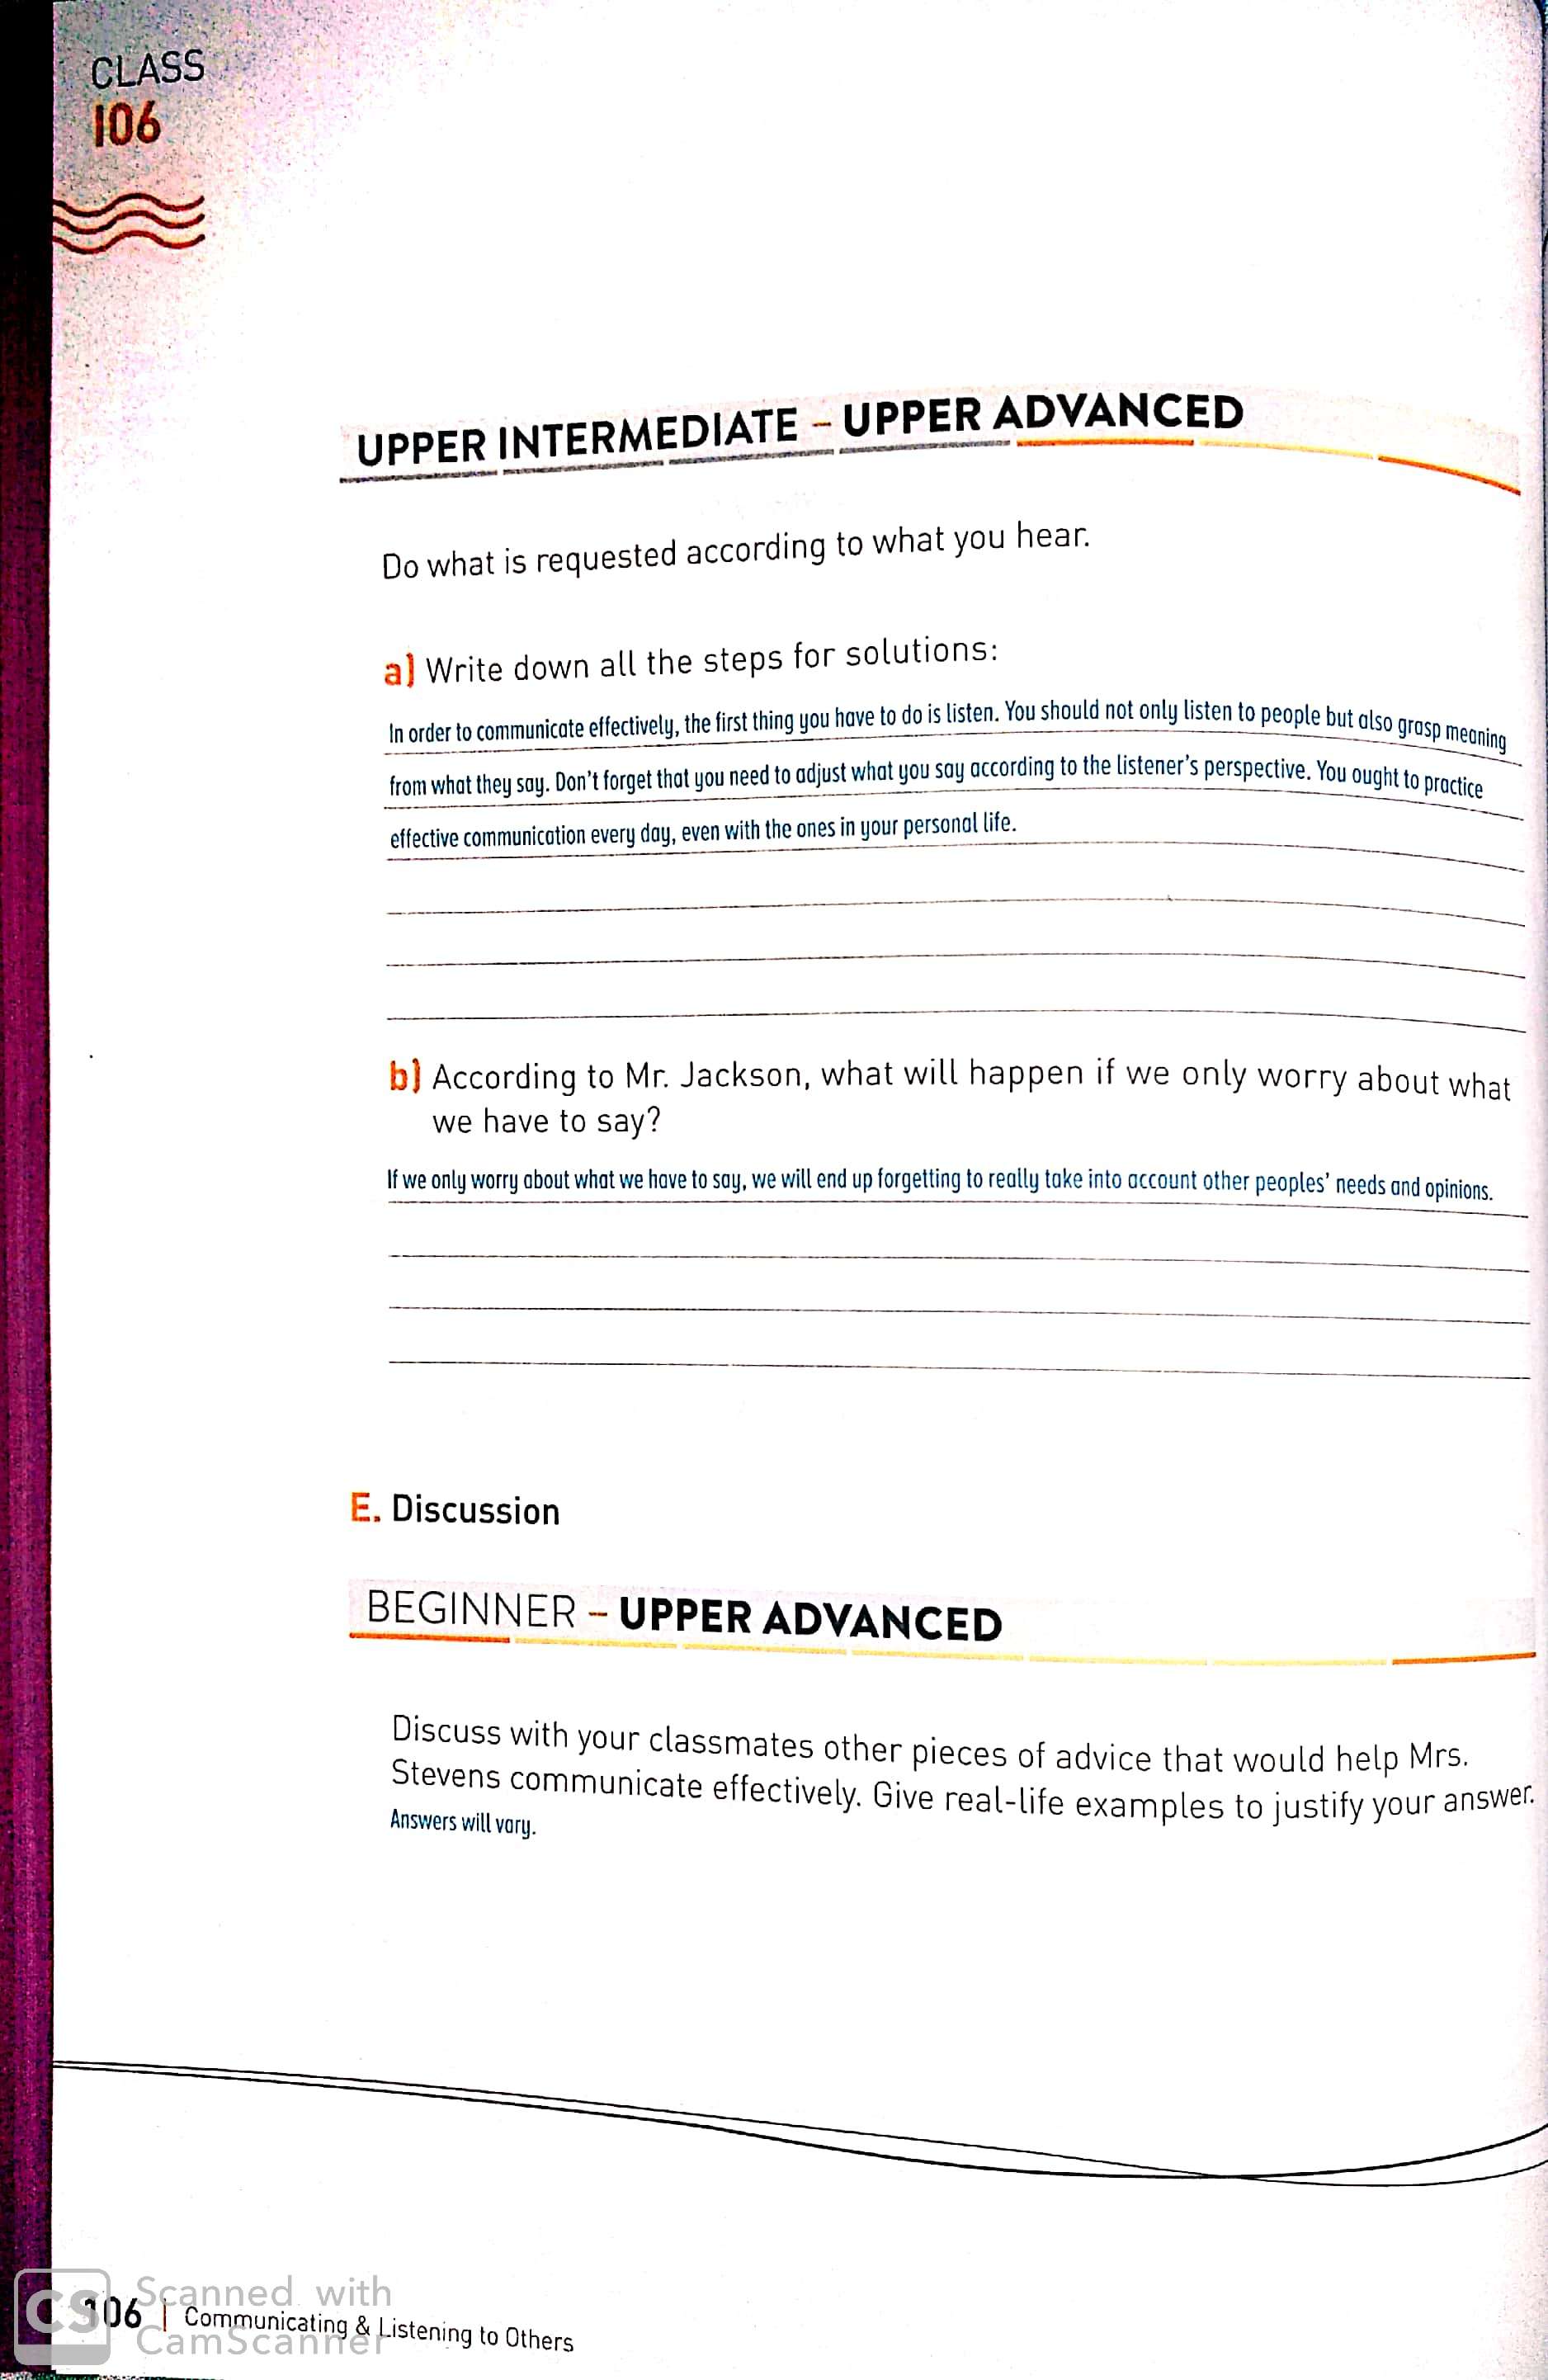 CLASS
106
UPPER INTERMEDIATE – UPPER ADVANCED
Do what is requested according to what you hear.
a) Write down all the steps for solutions:
In order to communicate effectively, the first thing you have to do is listen. You should not only listen to people but also grasp meaning
from what they say. Don't forget that you need to adjust what you say according to the listener's perspective. You ought to practice
effective communication every day, even with the ones in your personal life.
b) According to Mr. Jackson, what will happen if we only worry about what
we have to say?
If we only worry about what we have to say, we will end up forgetting to really take into account other peoples' needs and opinions.
E. Discussion
BEGINNER – UPPER ADVANCED
Discuss with your classmates other pieces of advice that would help Mrs.
Stevens communicate effectively. Give real-life examples to justify your answer.
Answers will vary.
106 | Communicating & Listening to Others
CS Scanned with
CamScanner